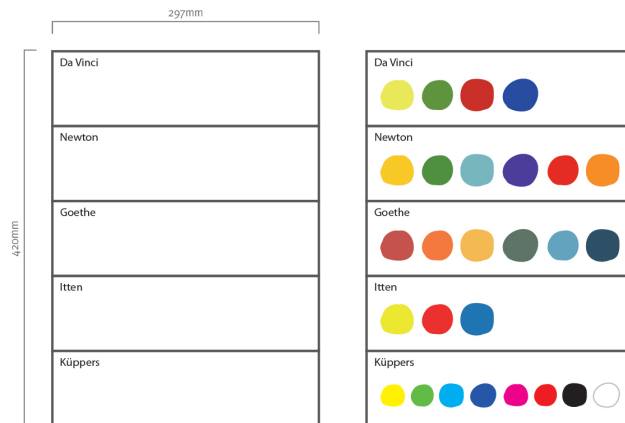 297mm
420mm
Da Vinci
Newton
Goethe
Itten
Küppers
Da Vinci
Newton
Goethe
Itten
Küppers